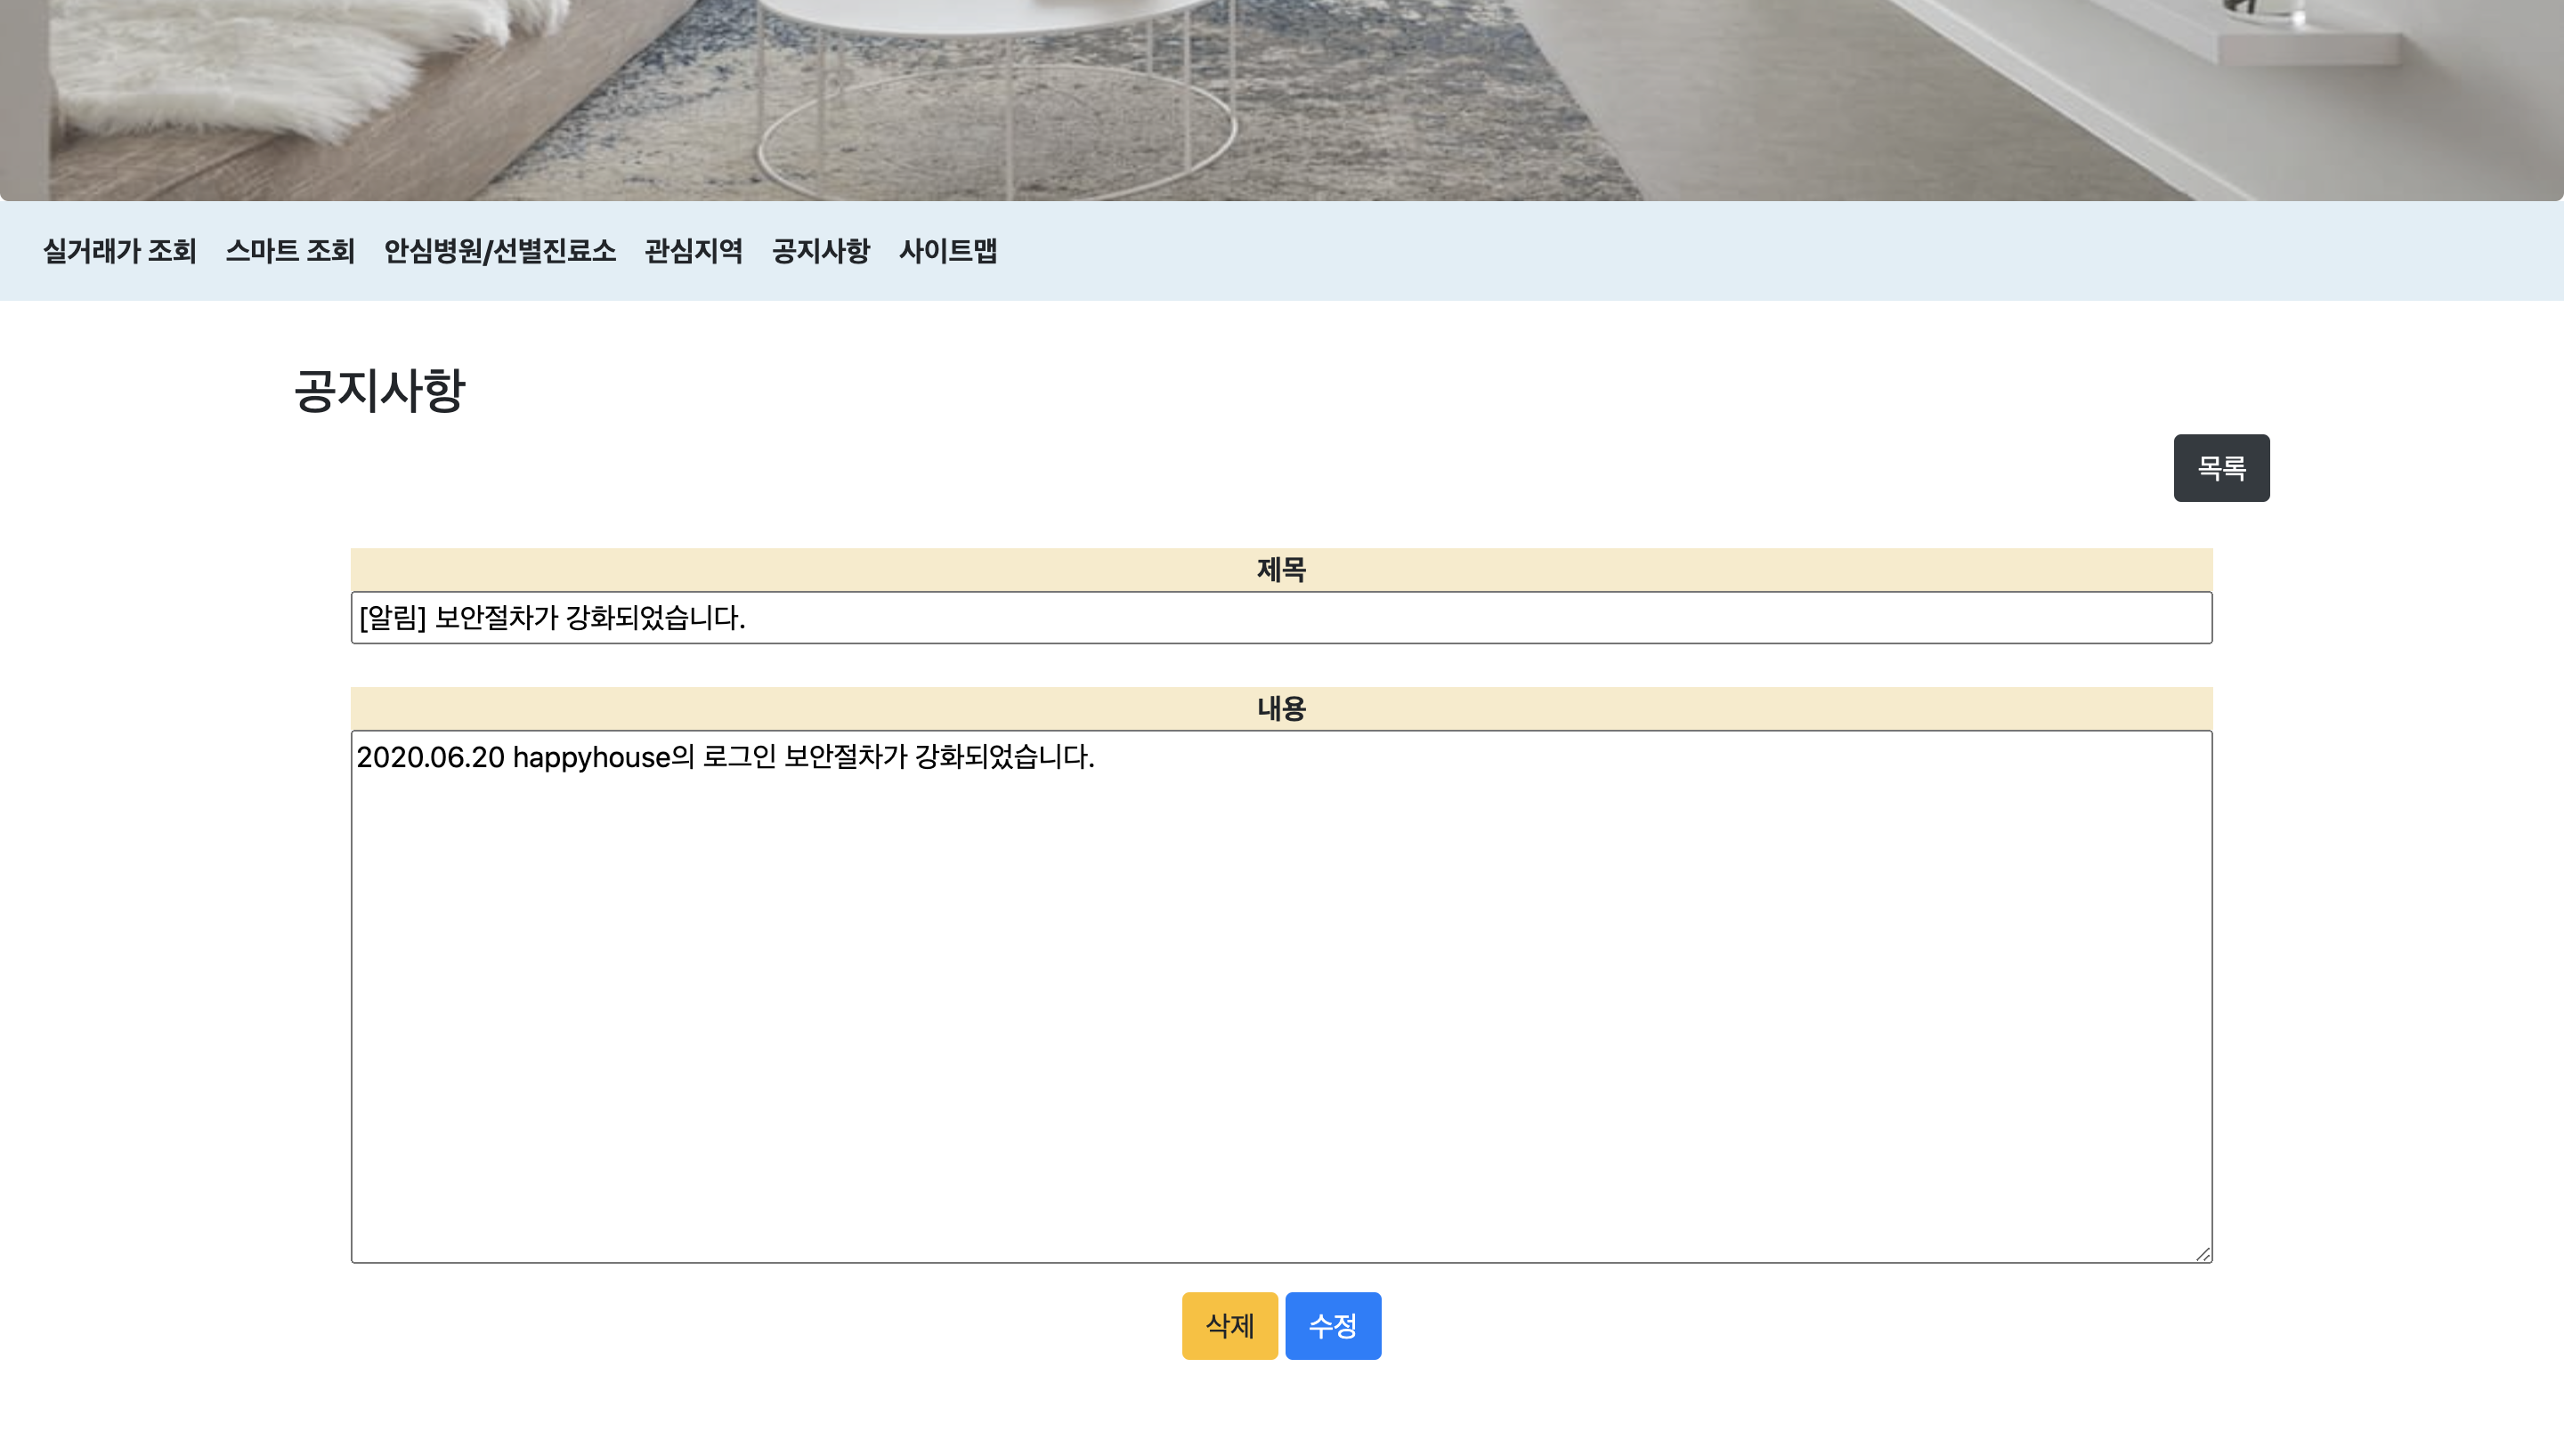 실거래가 조회 스마트 조회 안심병원/선별진료소 관심지역 공지사항 사이트맵
공지사항
목록
제목
[알림] 보안절차가 강화되었습니다.
내용
2020.06.20 happyhouse의 로그인 보안절차가 강화되었습니다.
삭제 수정